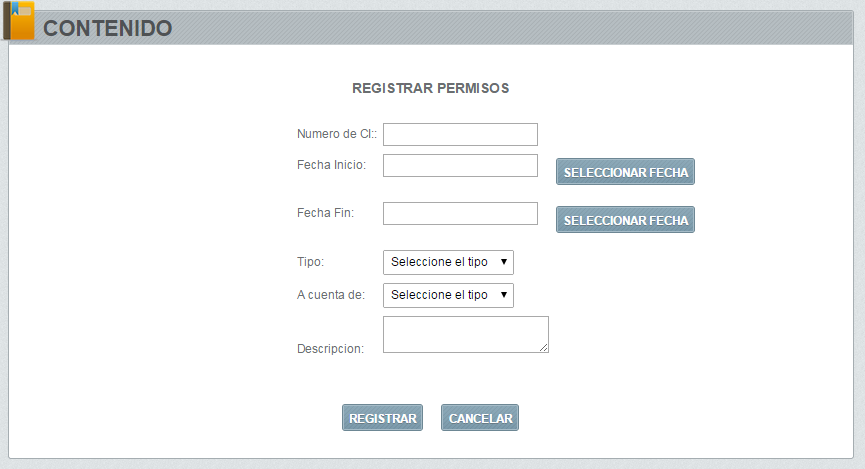 CONTENIDO
REGISTRAR PERMISOS
Numero de CI::
Fecha Inicio: SELECCIONAR FECHA
Fecha Fin: SELECCIONAR FECHA
Tipo: Seleccione el tipo
A cuenta de: Seleccione el tipo
Descripcion:
REGISTRAR CANCELAR